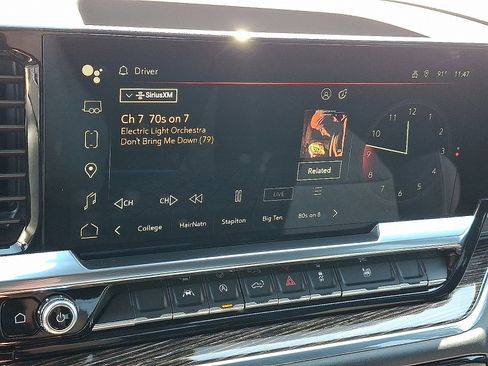 Driver
91° 11:47
SiriusXM
Ch 7 70s on 7
Electric Light Orchestra
Don't Bring Me Down (79)
Related
CH CH LIVE
College HairNatn Staplton Big Ten 80s on 8
12
11
10
9
8
7
6
5
4
3
2
1